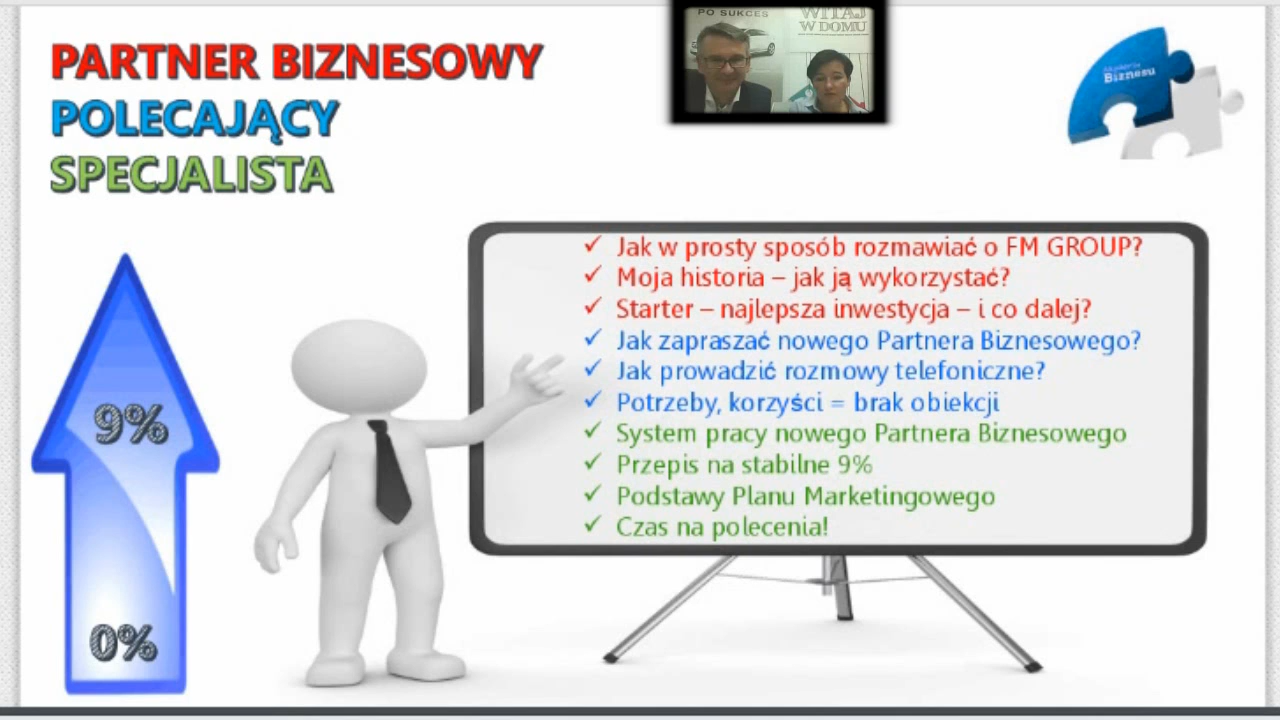 PARTNER BIZNESOWY
POLECAJĄCY
SPECJALISTA
PO SUKCES
WITAJ
W DOMU
Akademia
Biznesu
Jak w prosty sposób rozmawiać o FM GROUP?
Moja historia – jak ją wykorzystać?
Starter – najlepsza inwestycja – i co dalej?
Jak zapraszać nowego Partnera Biznesowego?
Jak prowadzić rozmowy telefoniczne?
Potrzeby, korzyści = brak obiekcji
System pracy nowego Partnera Biznesowego
Przepis na stabilne 9%
Podstawy Planu Marketingowego
Czas na polecenia!
9%
0%